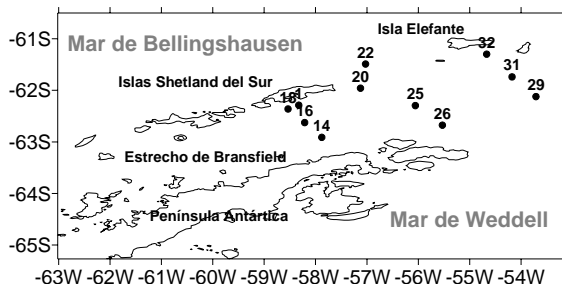 Isla Elefante
-61S
Mar de Bellingshausen
32
22
31
Islas Shetland del Sur
20
29
-62S
18
1
25
16
26
14
-63S
Estrecho de Bransfield
-64S
Península Antártica
Mar de Weddell
-65S
-63W -62W -61W -60W -59W -58W -57W -56W -55W -54W